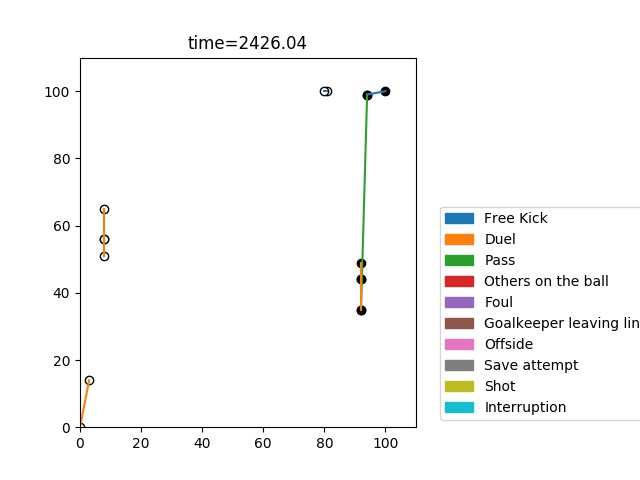 time=2426.04
100
80
60
40
20
0
0 20 40 60 80 100
Free Kick
Duel
Pass
Others on the ball
Foul
Goalkeeper leaving lin
Offside
Save attempt
Shot
Interruption